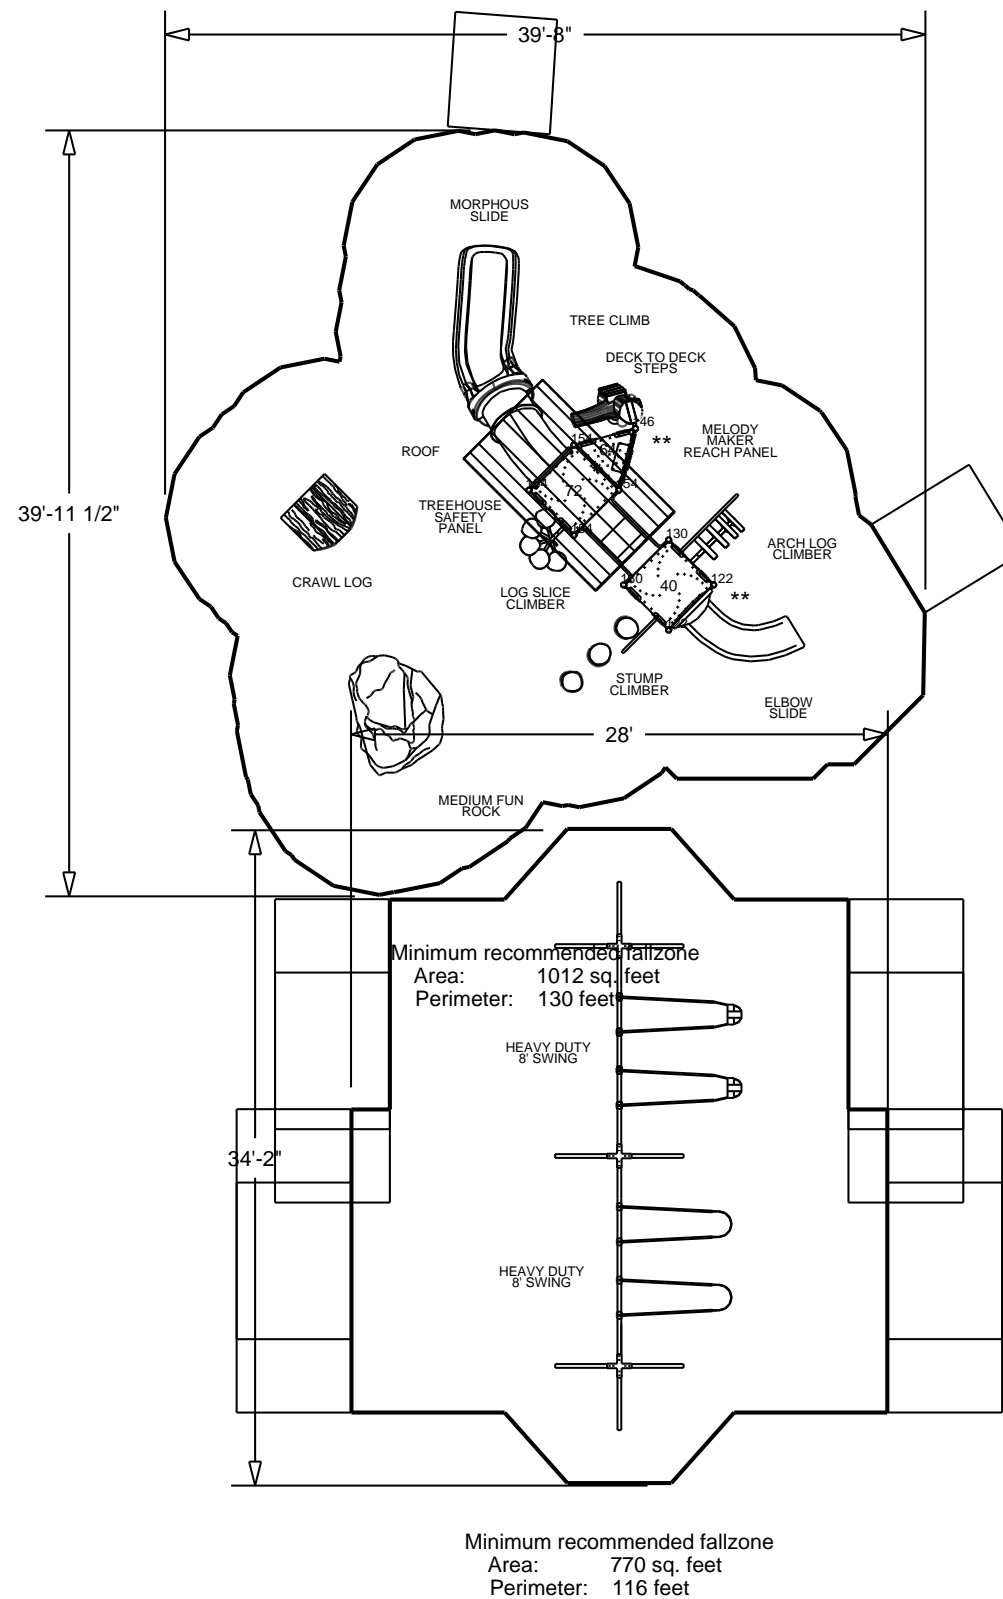 39'-8"
MORPHOUS
SLIDE
TREE CLIMB
DECK TO DECK
STEPS
46
**
MELODY
MAKER
REACH PANEL
ROOF
64
72
39'-11 1/2"
TREEHOUSE
SAFETY
PANEL
130
ARCH LOG
CLIMBER
CRAWL LOG
LOG SLICE
CLIMBER
40
122
**
STUMP
CLIMBER
ELBOW
SLIDE
28'
MEDIUM FUN
ROCK
Minimum recommended fallzone
Area: 1012 sq. feet
Perimeter: 130 feet
HEAVY DUTY
8' SWING
34'-2"
HEAVY DUTY
8' SWING
Minimum recommended fallzone
Area: 770 sq. feet
Perimeter: 116 feet